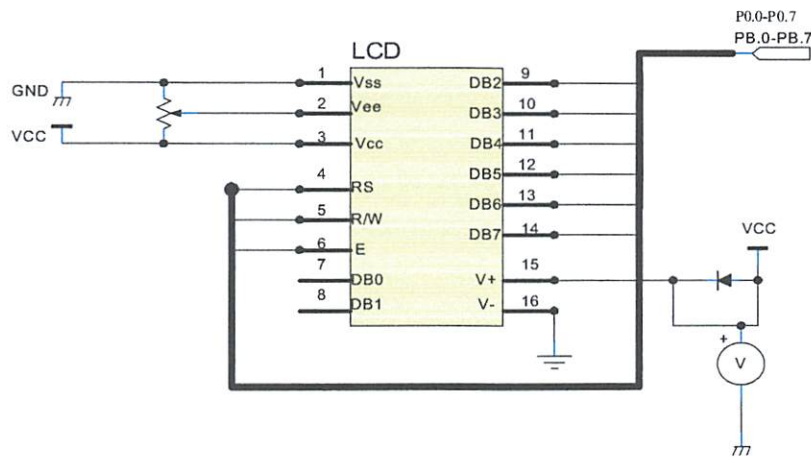 P0.0-P0.7
PB.0-PB.7
LCD
GND
VCC
1 Vss
2 Vee
3 Vcc
4 RS
5 R/W
6 E
7 DB0
8 DB1
DB2 9
DB3 10
DB4 11
DB5 12
DB6 13
DB7 14
V+ 15
V- 16
VCC
+
V